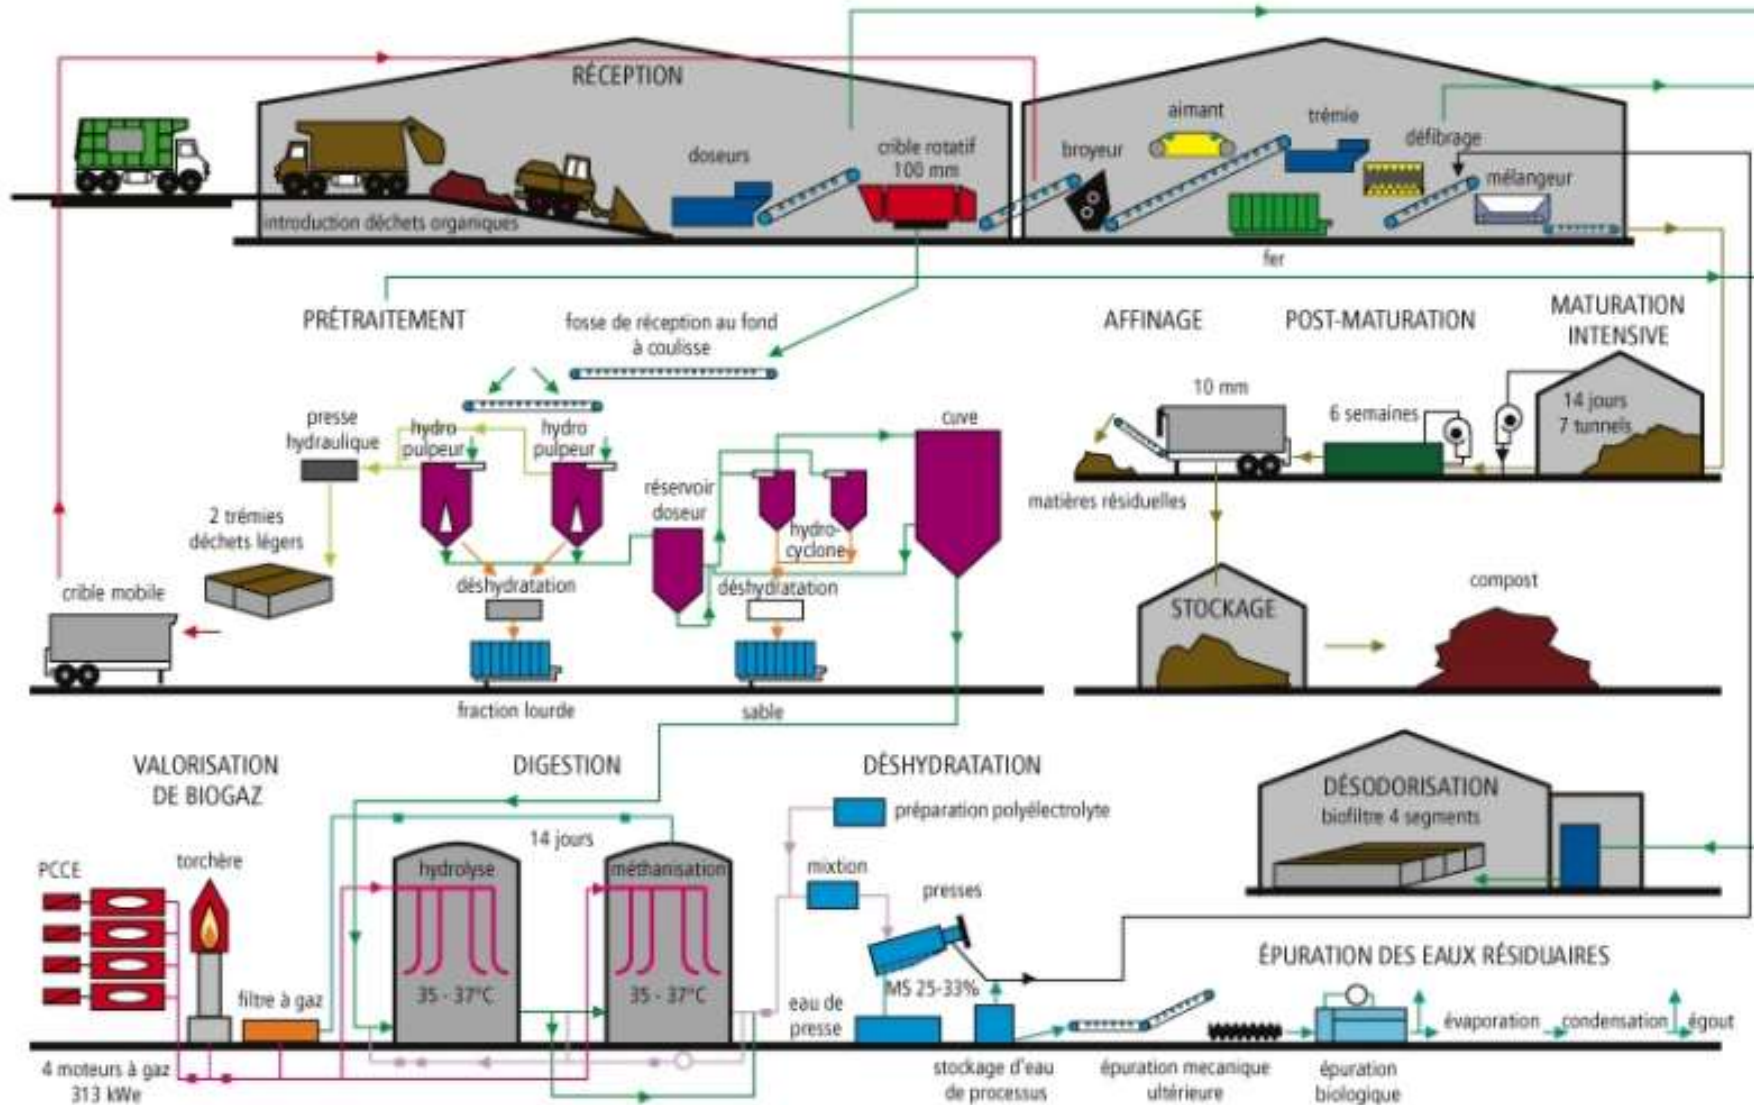 RÉCEPTION
doseurs
crible rotatif
100 mm
introduction déchets organiques
broyeur
aimant
trémie
défibrage
mélangeur
fer
PRÉTRAITEMENT
fosse de réception au fond
à coulisse
presse
hydraulique
hydro
pulpeur
hydro
pulpeur
réservoir
doseur
hydro-
cyclone
cuve
2 trémies
déchets légers
crible mobile
déshydratation
déshydratation
fraction lourde
sable
AFFINAGE
POST-MATURATION
MATURATION
INTENSIVE
10 mm
6 semaines
14 jours
7 tunnels
matières résiduelles
STOCKAGE
compost
VALORISATION
DE BIOGAZ
DIGESTION
DÉSHYDRATATION
DÉSODORISATION
biofiltre 4 segments
PCCE
torchère
filtre à gaz
4 moteurs à gaz
313 kWe
14 jours
hydrolyse
35 - 37°C
méthanisation
35 - 37°C
préparation polyélectrolyte
mixtion
presses
MS 25-33%
eau de
presse
stockage d'eau
de processus
ÉPURATION DES EAUX RÉSIDUAIRES
épuration mecanique
ultérieure
épuration
biologique
évaporation
condensation
égout